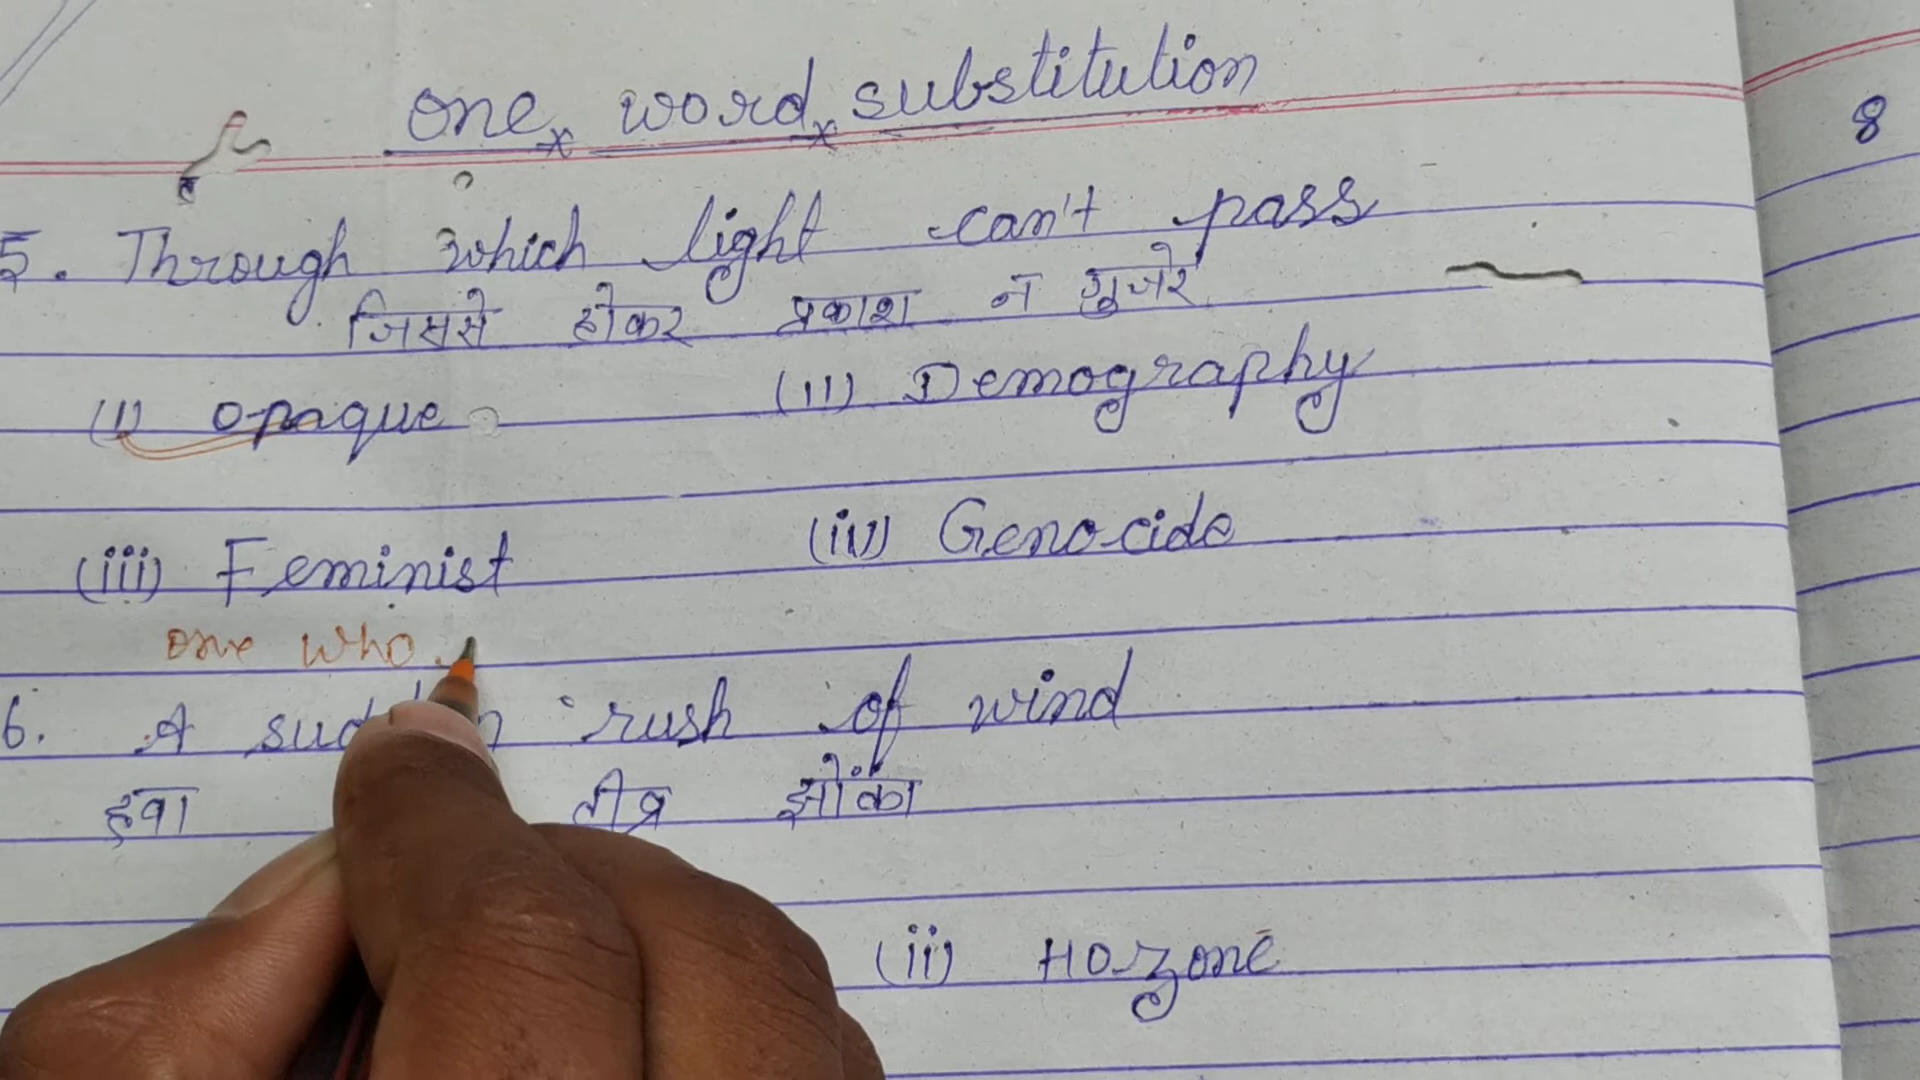 one word substitution
8
5. Through which light can't pass
जिससे होकर प्रकाश न गुजरे
(i) opaque (ii) Demography
(iii) Feminist (iv) Genocide
one who
6. A rush of wind
हवा तीव्र झोंका
(ii) Hozone